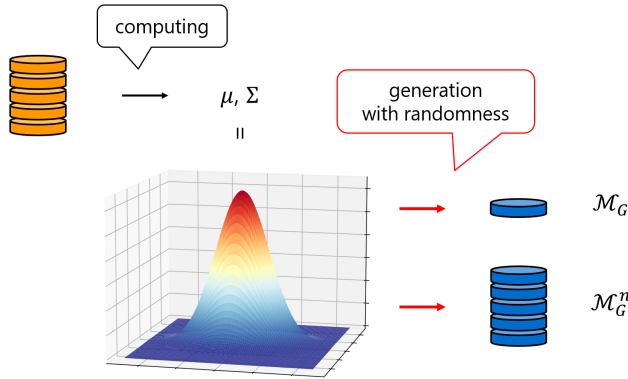 computing
μ, Σ
=
generation
with randomness
ℳ_G
ℳ_G^n